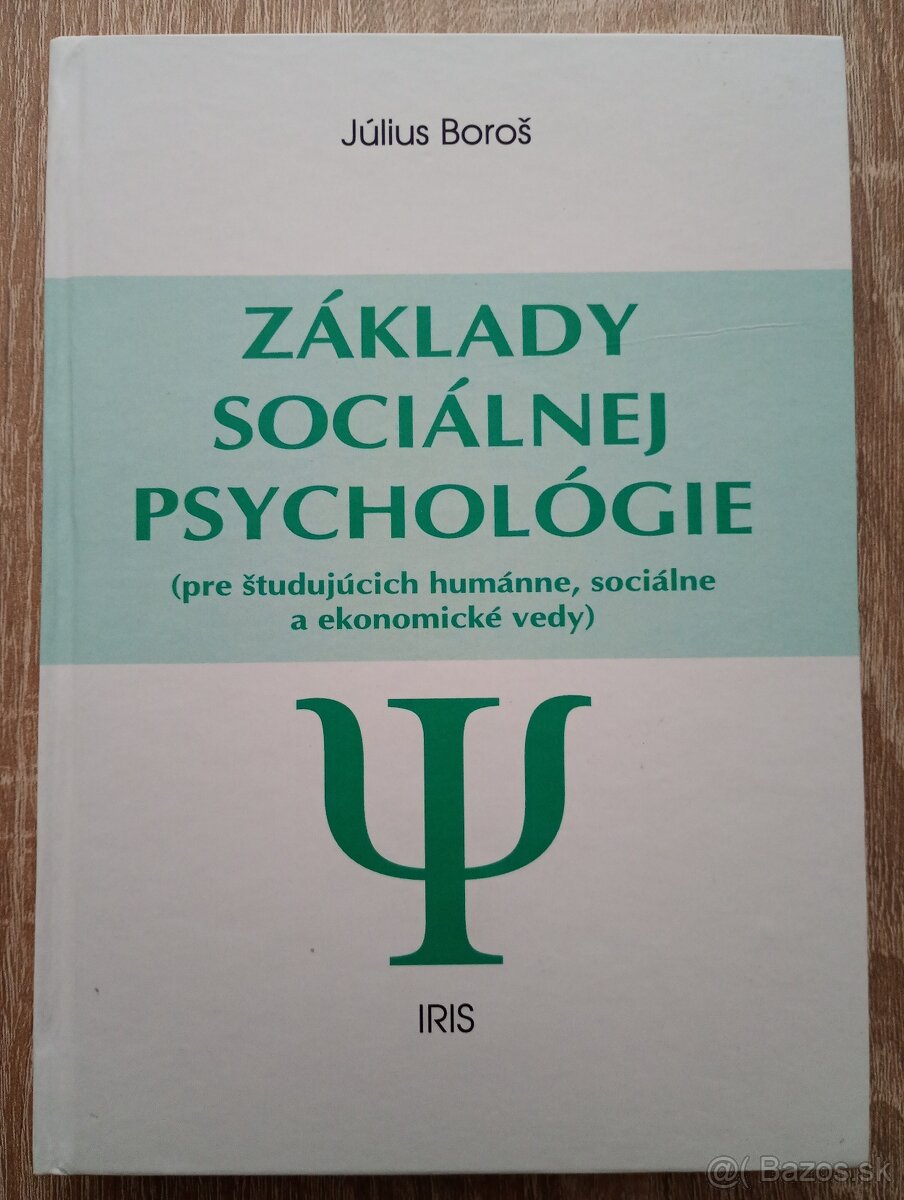 Július Boroš
ZÁKLADY
SOCIÁLNEJ
PSYCHOLÓGIE
(pre študujúcich humánne, sociálne
a ekonomické vedy)
Ψ
IRIS
@( Bazos.sk